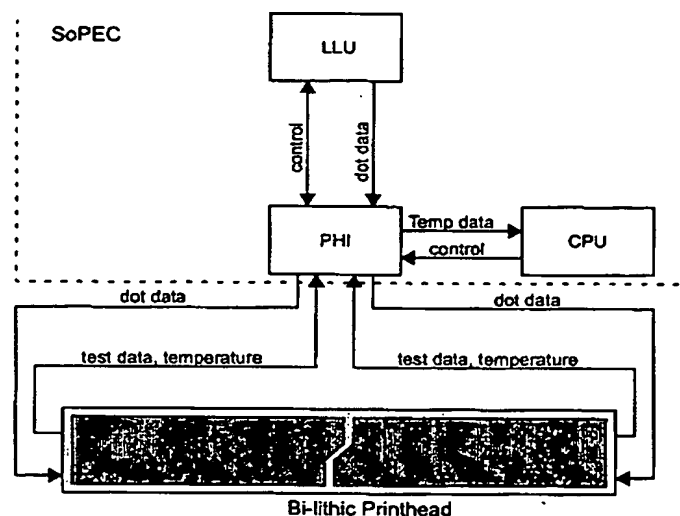 SoPEC
LLU
control
dot data
PHI
Temp data
control
CPU
dot data
dot data
test data, temperature
test data, temperature
Bi-lithic Printhead